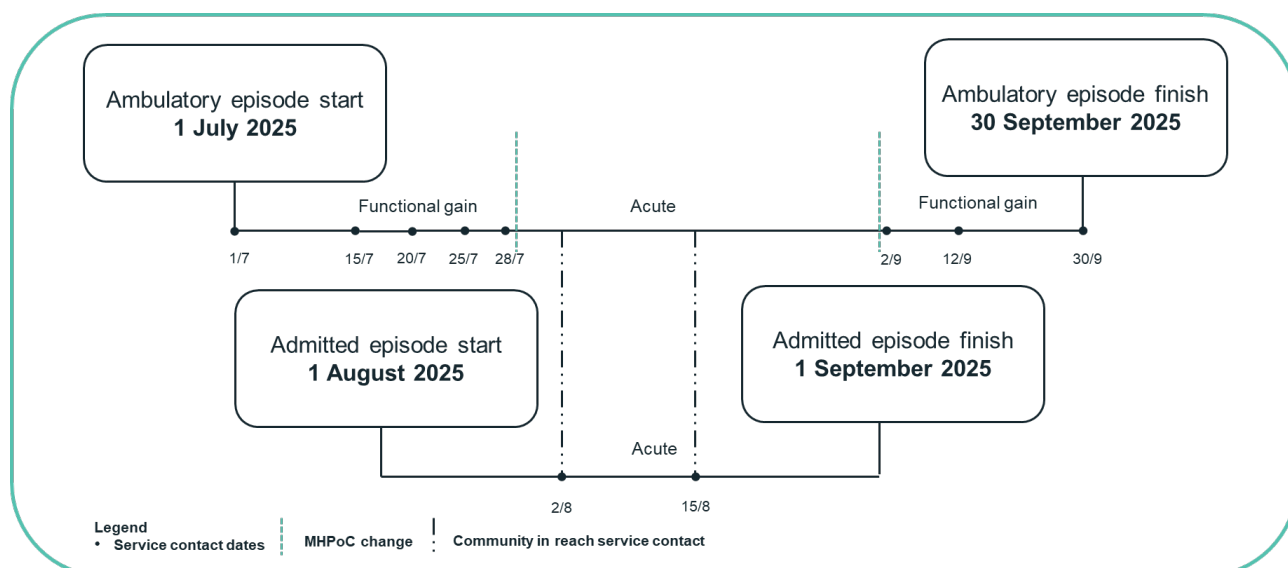 Ambulatory episode start
1 July 2025
Ambulatory episode finish
30 September 2025
Functional gain
Acute
Functional gain
1/7
15/7
20/7
25/7
28/7
2/9
12/9
30/9
Admitted episode start
1 August 2025
Admitted episode finish
1 September 2025
Acute
2/8
15/8
Legend
• Service contact dates
MHPoC change
Community in reach service contact